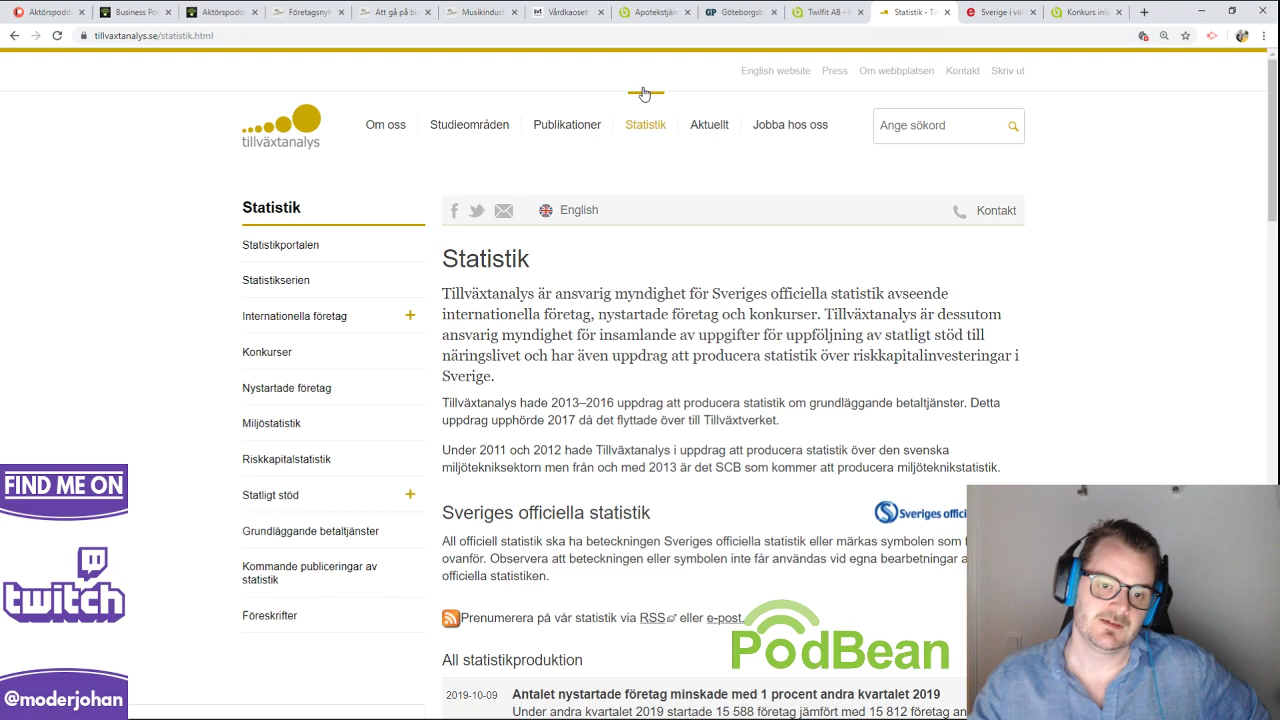 Aktörspodd
Business Po
Aktörspodd
Företagsnyt
Att gå på b
Musikindus
svt
Vårdkaoset
Apotekstjän
GP
Göteborgsb
Twilfit AB -
Statistik - Ti
Sverige i väl
Konkurs inle
tillvaxtanalys.se/statistik.html
English website
Press
Om webbplatsen
Kontakt
Skriv ut
tillväxtanalys
Om oss
Studieområden
Publikationer
Statistik
Aktuellt
Jobba hos oss
Ange sökord
Statistik
Statistikportalen
Statistikserien
Internationella företag
Konkurser
Nystartade företag
Miljöstatistik
Riskkapitalstatistik
Statligt stöd
Grundläggande betaltjänster
Kommande publiceringar av
statistik
Föreskrifter
English
Kontakt
Statistik
Tillväxtanalys är ansvarig myndighet för Sveriges officiella statistik avseende
internationella företag, nystartade företag och konkurser. Tillväxtanalys är dessutom
ansvarig myndighet för insamlande av uppgifter för uppföljning av statligt stöd till
näringslivet och har även uppdrag att producera statistik över riskkapitalinvesteringar i
Sverige.
Tillväxtanalys hade 2013–2016 uppdrag att producera statistik om grundläggande betaltjänster. Detta
uppdrag upphörde 2017 då det flyttade över till Tillväxtverket.
Under 2011 och 2012 hade Tillväxtanalys i uppdrag att producera statistik över den svenska
miljötekniksektorn men från och med 2013 är det SCB som kommer att producera miljöteknikstatistik.
Sveriges officiella statistik
Sveriges offici
All officiell statistik ska ha beteckningen Sveriges officiella statistik eller märkas symbolen som f
ovanför. Observera att beteckningen eller symbolen inte får användas vid egna bearbetningar a
officiella statistiken.
Prenumerera på vår statistik via RSS eller e-post.
All statistikproduktion
2019-10-09
Antalet nystartade företag minskade med 1 procent andra kvartalet 2019
Under andra kvartalet 2019 startade 15 588 företag jämfört med 15 812 företag an
FIND ME ON
twitch
@moderjohan
PodBean